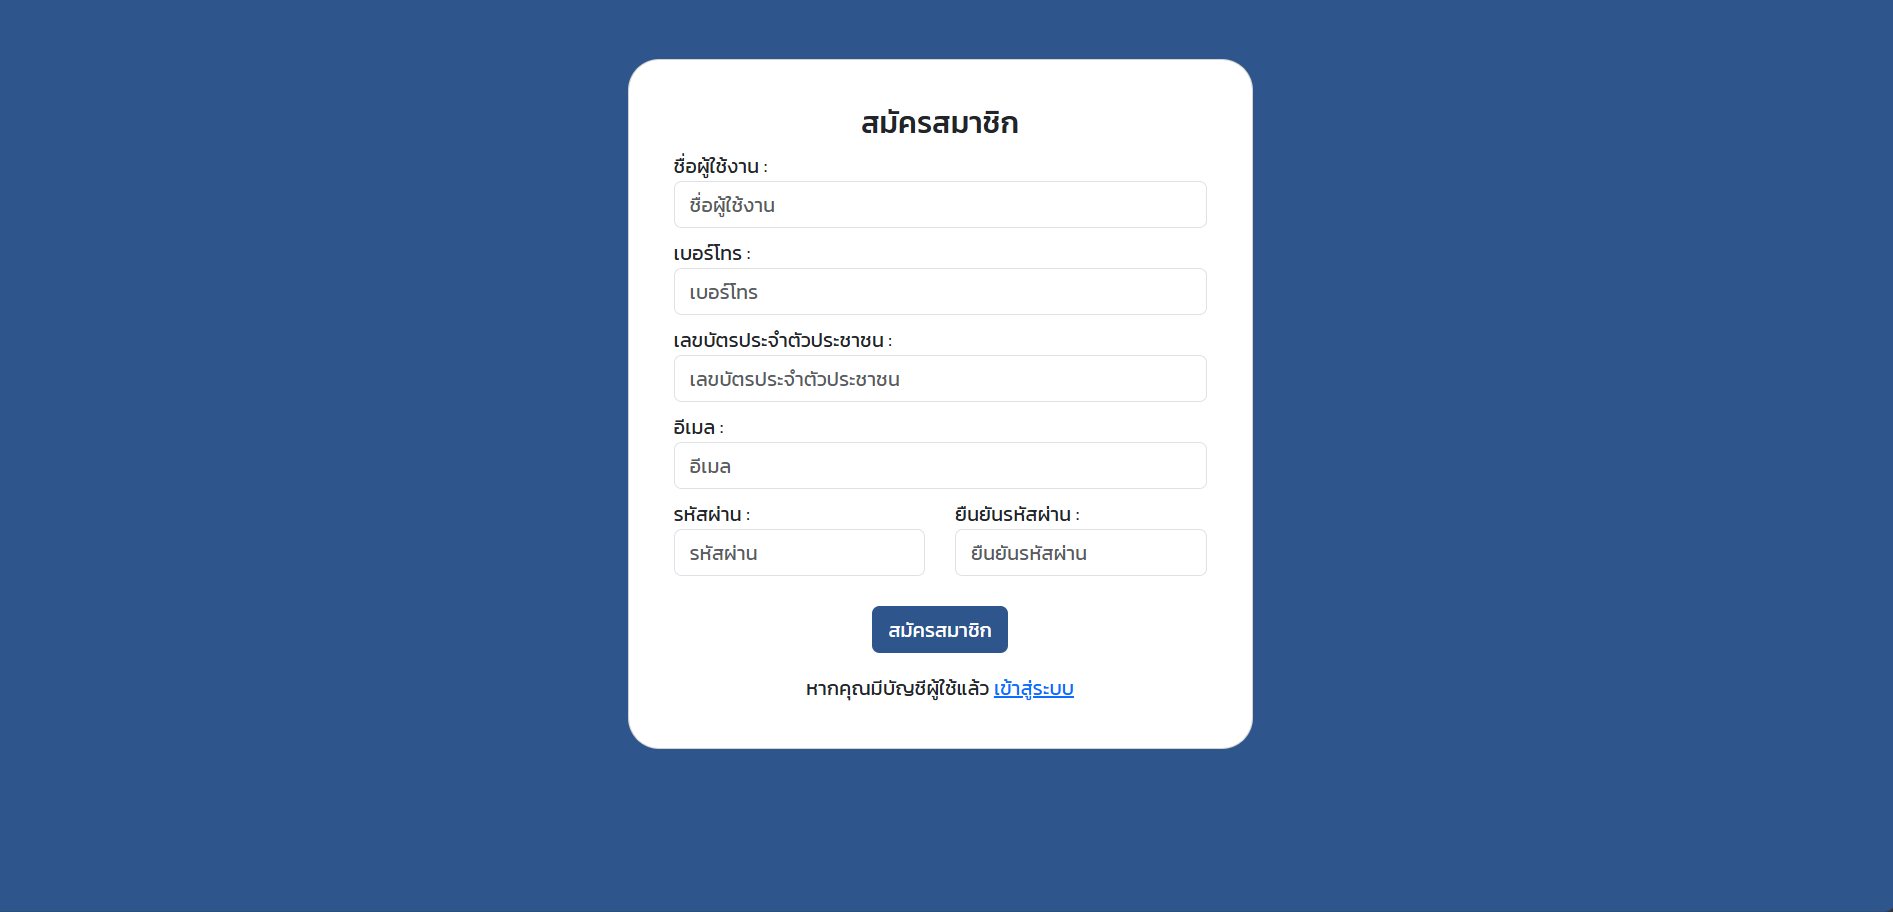 สมัครสมาชิก
ชื่อผู้ใช้งาน :
ชื่อผู้ใช้งาน
เบอร์โทร :
เบอร์โทร
เลขบัตรประจำตัวประชาชน :
เลขบัตรประจำตัวประชาชน
อีเมล :
อีเมล
รหัสผ่าน :
รหัสผ่าน
ยืนยันรหัสผ่าน :
ยืนยันรหัสผ่าน
สมัครสมาชิก
หากคุณมีบัญชีผู้ใช้แล้ว เข้าสู่ระบบ